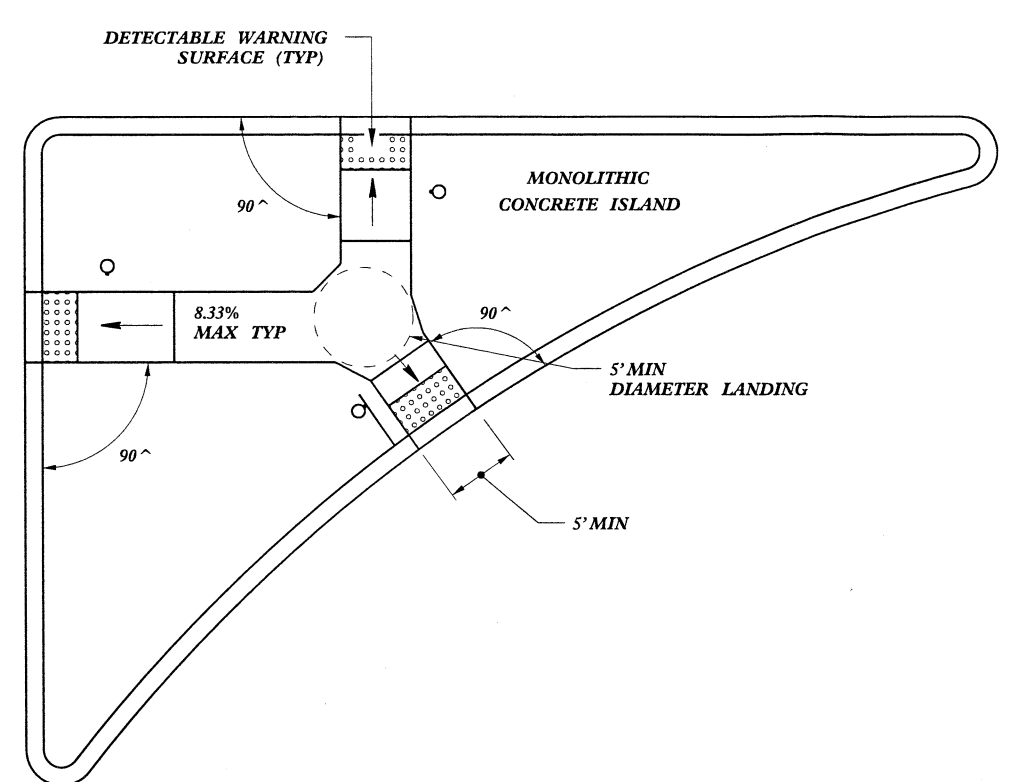 DETECTABLE WARNING
SURFACE (TYP)
MONOLITHIC
CONCRETE ISLAND
90^
8.33%
MAX TYP
90^
5' MIN
DIAMETER LANDING
90^
5' MIN